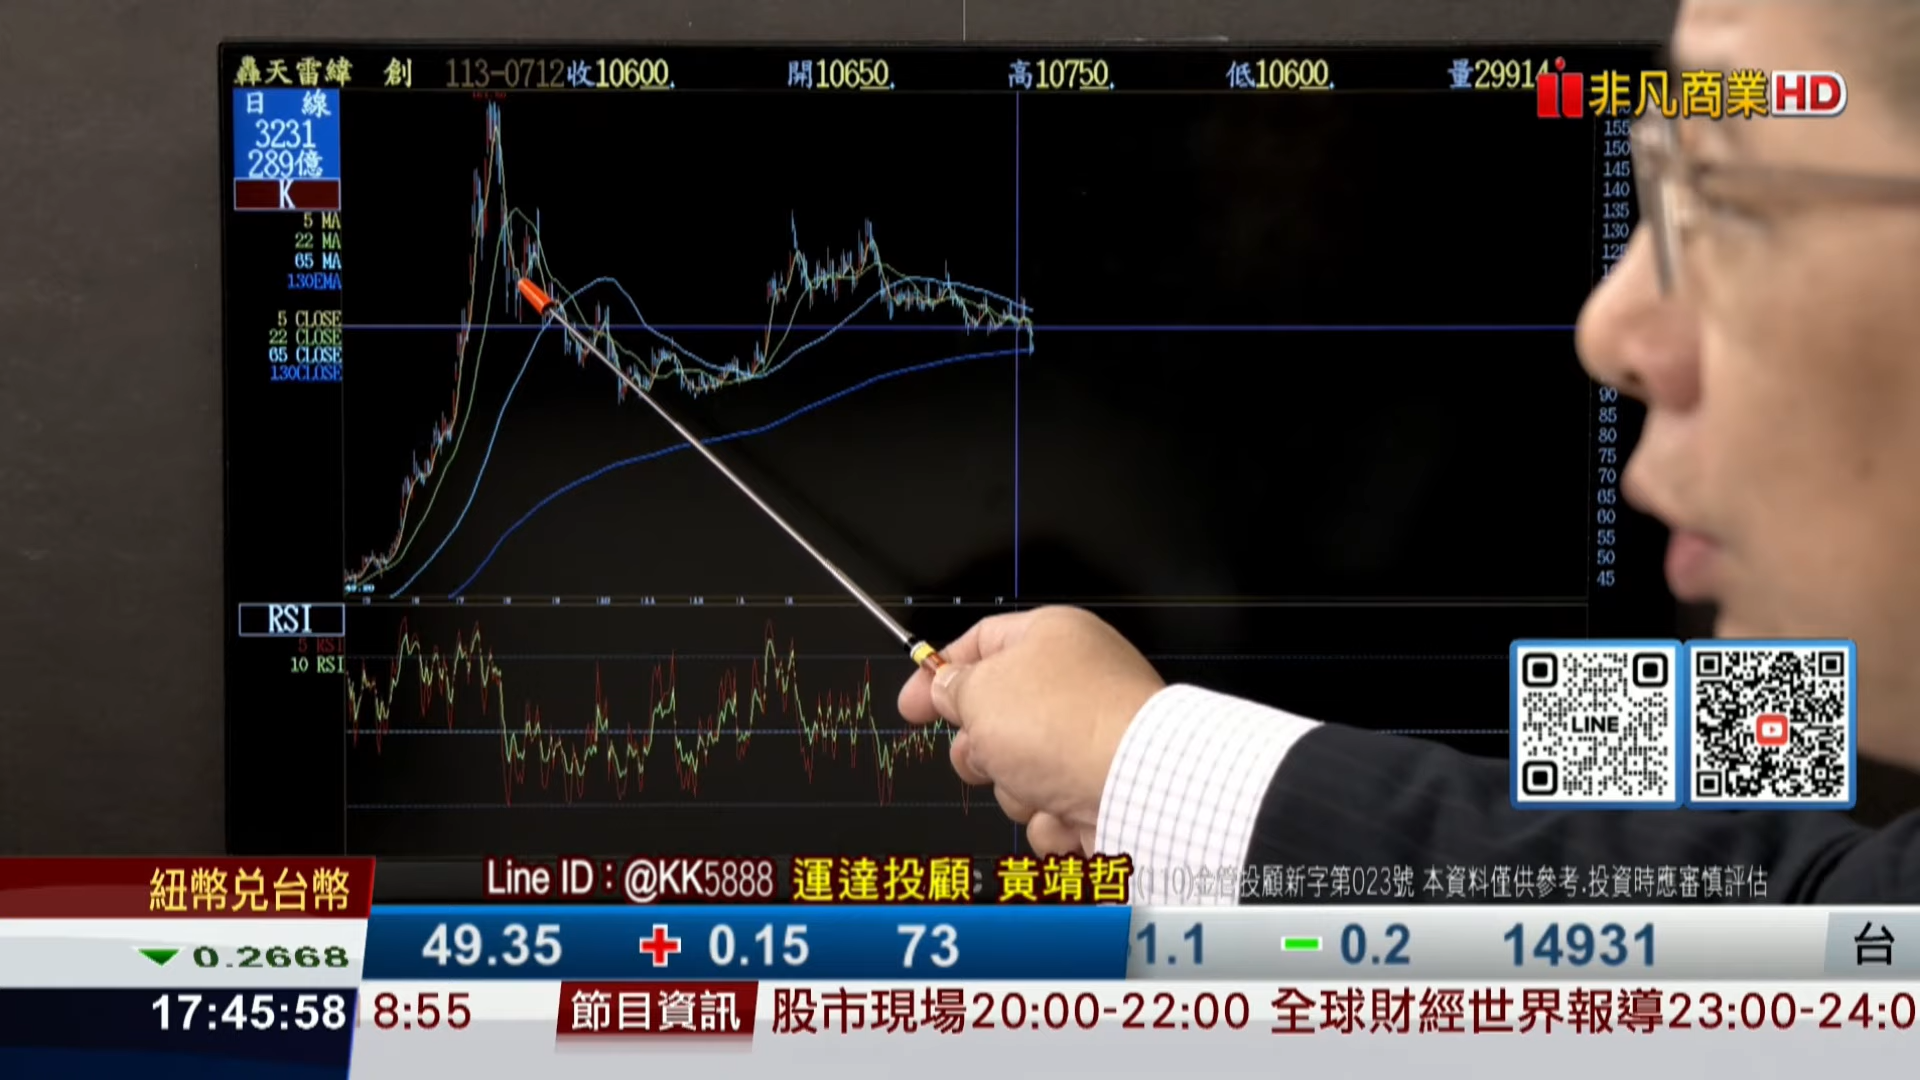 轟天雷緯 創 113-0712 收10600. 開10650. 高10750. 低10600. 量29914
非凡商業HD
日 線
3231
289億
K
5 MA
22 MA
65 MA
130EMA
5 CLOSE
22 CLOSE
65 CLOSE
130CLOSE
155
150
145
140
135
130
90
85
80
75
70
65
60
55
50
45
RSI
5 RSI
10 RSI
LINE
Line ID：@KK5888 運達投顧：黃靖哲 (110)金管投顧新字第023號 本資料僅供參考.投資時應審慎評估
紐幣兌台幣
0.2668
49.35 0.15 73 1.1 0.2 14931 台
17:45:58
8:55 節目資訊 股市現場20:00-22:00 全球財經世界報導23:00-24:0